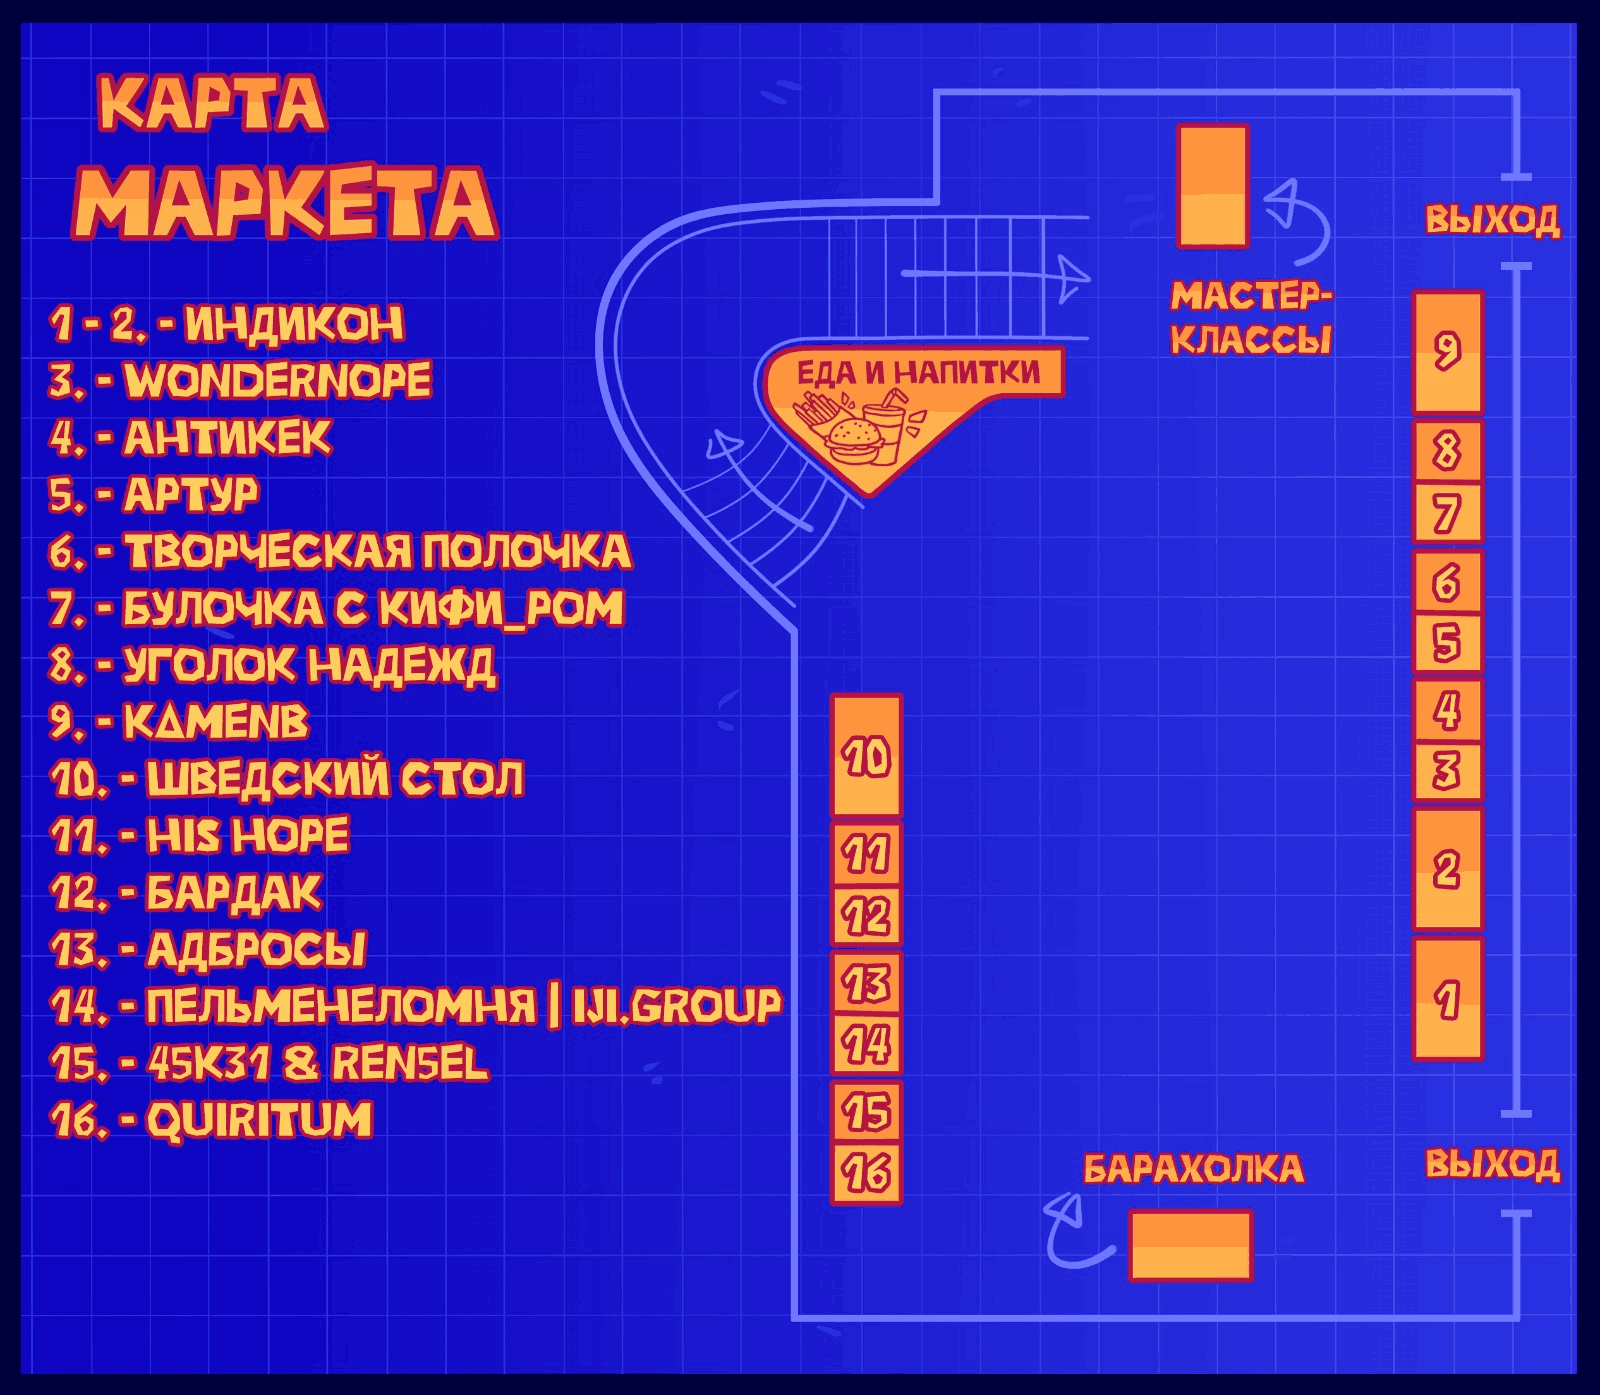 КАРТА
МАРКЕТА
1 - 2. - ИНДИКОН
3. - WONDERNOPE
4. - АНТИКЕК
5. - АРТУР
6. - ТВОРЧЕСКАЯ ПОЛОЧКА
7. - БУЛОЧКА С КИФИ_РОМ
8. - УГОЛОК НАДЕЖД
9. - KΔMENB
10. - ШВЕДСКИЙ СТОЛ
11. - HIS HOPE
12. - БАРДАК
13. - АДБРОСЫ
14. - ПЕЛЬМЕНЕЛОМНЯ | IJI.GROUP
15. - 45K31 & REN5EL
16. - QUIRITUM
ЕДА И НАПИТКИ
МАСТЕР-
КЛАССЫ
ВЫХОД
9
8
7
6
5
4
3
2
1
10
11
12
13
14
15
16
БАРАХОЛКА
ВЫХОД